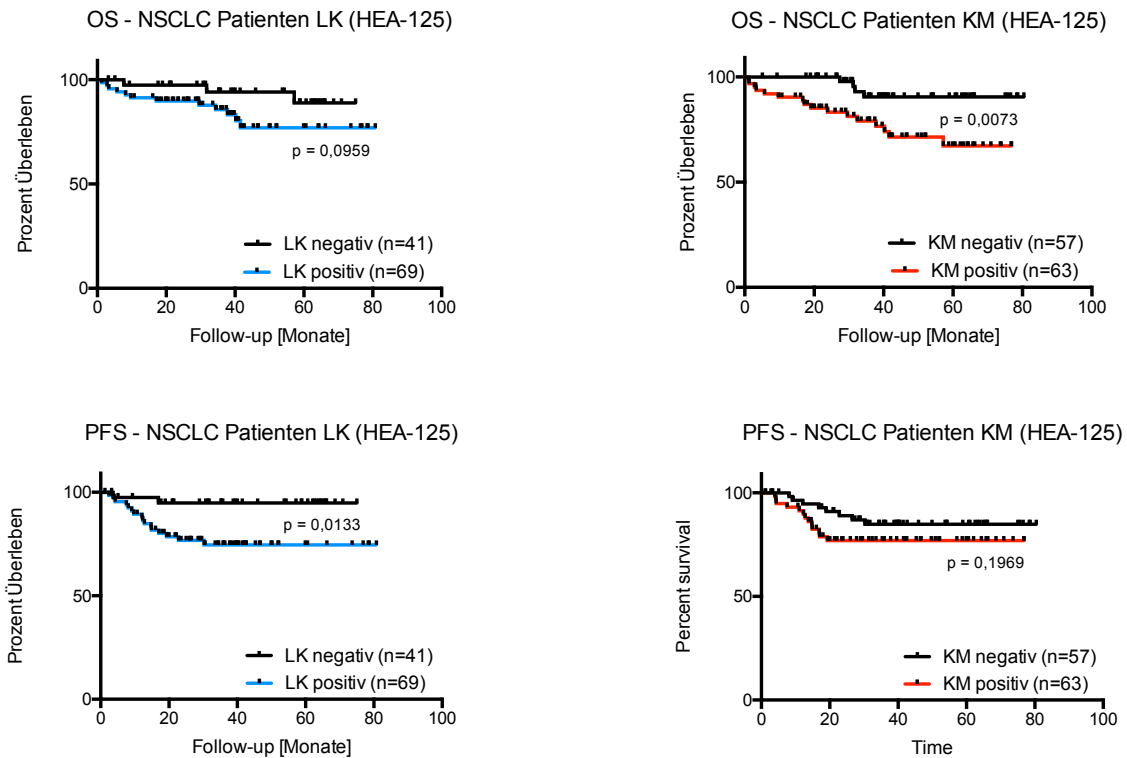 OS - NSCLC Patienten LK (HEA-125)
Prozent Überleben
100
50
0
p = 0,0959
LK negativ (n=41)
LK positiv (n=69)
0 20 40 60 80 100
Follow-up [Monate]
OS - NSCLC Patienten KM (HEA-125)
Prozent Überleben
100
50
0
p = 0,0073
KM negativ (n=57)
KM positiv (n=63)
0 20 40 60 80 100
Follow-up [Monate]
PFS - NSCLC Patienten LK (HEA-125)
Prozent Überleben
100
50
0
p = 0,0133
LK negativ (n=41)
LK positiv (n=69)
0 20 40 60 80 100
Follow-up [Monate]
PFS - NSCLC Patienten KM (HEA-125)
Percent survival
100
50
0
p = 0,1969
KM negativ (n=57)
KM positiv (n=63)
0 20 40 60 80 100
Time